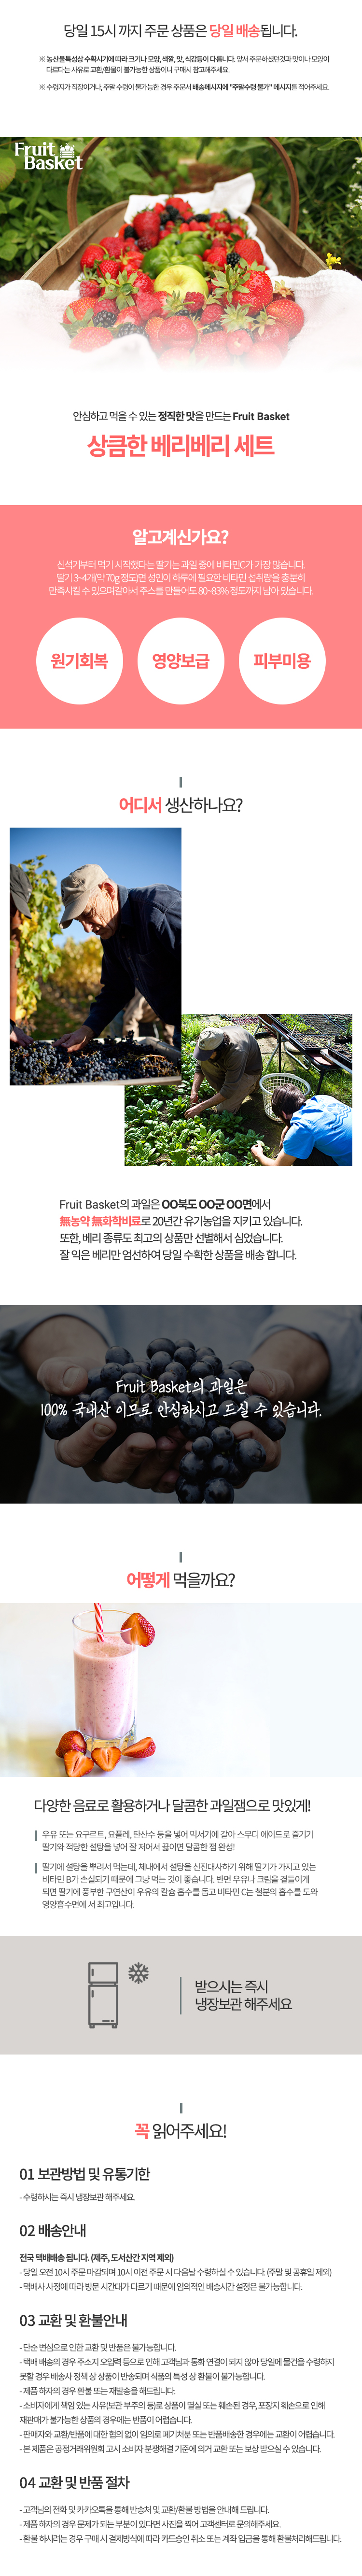 당일 15시 까지 주문 상품은 당일 배송됩니다.
※ 농산물특성상 수확시기에 따라 크기나 모양, 색깔, 맛, 식감등이 다릅니다. 앞서 주문하셨던것과 맛이나 모양이
다르다는 사유로 교환/환불이 불가능한 상품이니 구매시 참고해주세요.
※ 수령지가 직장이거나, 주말 수령이 불가능한 경우 주문서 배송메시지에 "주말수령 불가" 메시지를 적어주세요.
Fruit
Basket
안심하고 먹을 수 있는 정직한 맛을 만드는 Fruit Basket
상큼한 베리베리 세트
알고계신가요?
신석기부터 먹기 시작했다는 딸기는 과일 중에 비타민C가 가장 많습니다.
딸기 3~4개(약 70g 정도)면 성인이 하루에 필요한 비타민 섭취량을 충분히
만족시킬 수 있으며갈아서 주스를 만들어도 80~83% 정도까지 남아 있습니다.
원기회복
영양보급
피부미용
어디서 생산하나요?
Fruit Basket의 과일은 OO북도 OO군 OO면에서
無농약 無화학비료로 20년간 유기농업을 지키고 있습니다.
또한, 베리 종류도 최고의 상품만 선별해서 심었습니다.
잘 익은 베리만 엄선하여 당일 수확한 상품을 배송 합니다.
Fruit Basket의 과일은
100% 국내산 이므로 안심하시고 드실 수 있습니다.
어떻게 먹을까요?
다양한 음료로 활용하거나 달콤한 과일잼으로 맛있게!
우유 또는 요구르트, 요플레, 탄산수 등을 넣어 믹서기에 갈아 스무디 에이드로 즐기기
딸기와 적당한 설탕을 넣어 잘 저어서 끓이면 달콤한 잼 완성!
딸기에 설탕을 뿌려서 먹는데, 체내에서 설탕을 신진대사하기 위해 딸기가 가지고 있는
비타민 B가 손실되기 때문에 그냥 먹는 것이 좋습니다. 반면 우유나 크림을 곁들이게
되면 딸기에 풍부한 구연산이 우유의 칼슘 흡수를 돕고 비타민 C는 철분의 흡수를 도와
영양흡수면에 서 최고입니다.
받으시는 즉시
냉장보관 해주세요
꼭 읽어주세요!
01 보관방법 및 유통기한
- 수령하시는 즉시 냉장보관 해주세요.
02 배송안내
전국 택배배송 됩니다. (제주, 도서산간 지역 제외)
- 당일 오전 10시 주문 마감되며 10시 이전 주문 시 다음날 수령하실 수 있습니다. (주말 및 공휴일 제외)
- 택배사 사정에 따라 방문 시간대가 다르기 때문에 임의적인 배송시간 설정은 불가능합니다.
03 교환 및 환불안내
- 단순 변심으로 인한 교환 및 반품은 불가능합니다.
- 택배 배송의 경우 주소지 오입력 등으로 인해 고객님과 통화 연결이 되지 않아 당일에 물건을 수령하지
못할 경우 배송사 정책 상 상품이 반송되며 식품의 특성 상 환불이 불가능합니다.
- 제품 하자의 경우 환불 또는 재발송을 해드립니다.
- 소비자에게 책임 있는 사유(보관 부주의 등)로 상품이 멸실 또는 훼손된 경우, 포장지 훼손으로 인해
재판매가 불가능한 상품의 경우에는 반품이 어렵습니다.
- 판매자와 교환/반품에 대한 협의 없이 임의로 폐기처분 또는 반품배송한 경우에는 교환이 어렵습니다.
- 본 제품은 공정거래위원회 고시 소비자 분쟁해결 기준에 의거 교환 또는 보상 받으실 수 있습니다.
04 교환 및 반품 절차
- 고객님의 전화 및 카카오톡을 통해 반송처 및 교환/환불 방법을 안내해 드립니다.
- 제품 하자의 경우 문제가 되는 부분이 있다면 사진을 찍어 고객센터로 문의해주세요.
- 환불 하시려는 경우 구매 시 결제방식에 따라 카드승인 취소 또는 계좌 입금을 통해 환불처리해드립니다.